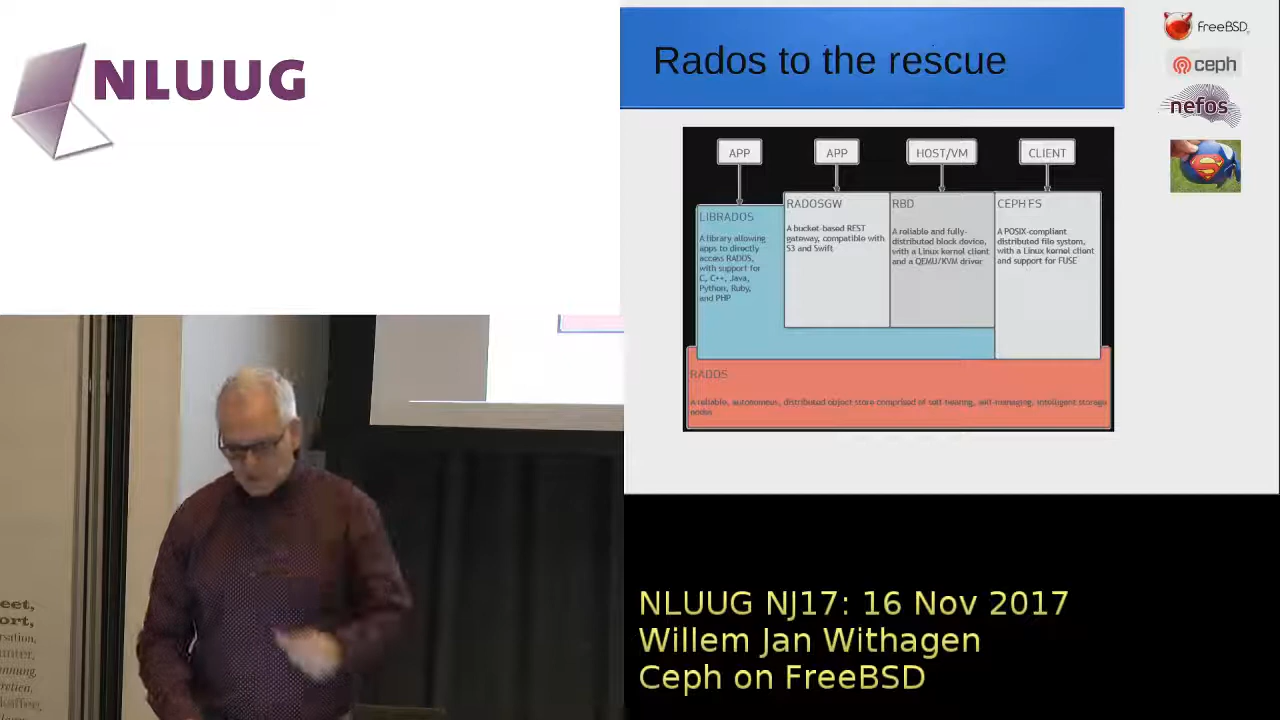 NLUUG
Rados to the rescue
FreeBSD
ceph
nefos
APP
APP
HOST/VM
CLIENT
LIBRADOS
A library allowing
apps to directly
access RADOS,
with support for
C, C++, Java,
Python, Ruby,
and PHP
RADOSGW
A bucket-based REST
gateway, compatible with
S3 and Swift
RBD
A reliable and fully-
distributed block device,
with a Linux kernel client
and a QEMU/KVM driver
CEPH FS
A POSIX-compliant
distributed file system,
with a Linux kernel client
and support for FUSE
RADOS
A reliable, autonomous, distributed object store comprised of self-healing, self-managing, intelligent storage
nodes
eet,
ort,
NLUUG NJ17: 16 Nov 2017
Willem Jan Withagen
Ceph on FreeBSD